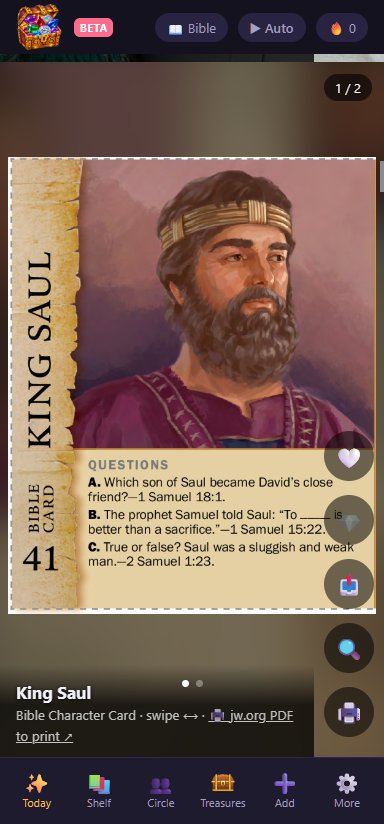 BETA
Bible
Auto
0
1 / 2
KING SAUL
BIBLE
CARD
41
QUESTIONS
A. Which son of Saul became David's close
friend?—1 Samuel 18:1.
B. The prophet Samuel told Saul: “To _____ is
better than a sacrifice.”—1 Samuel 15:22.
C. True or false? Saul was a sluggish and weak
man.—2 Samuel 1:23.
King Saul
Bible Character Card · swipe ↔ · jw.org PDF
to print ↗
Today
Shelf
Circle
Treasures
Add
More